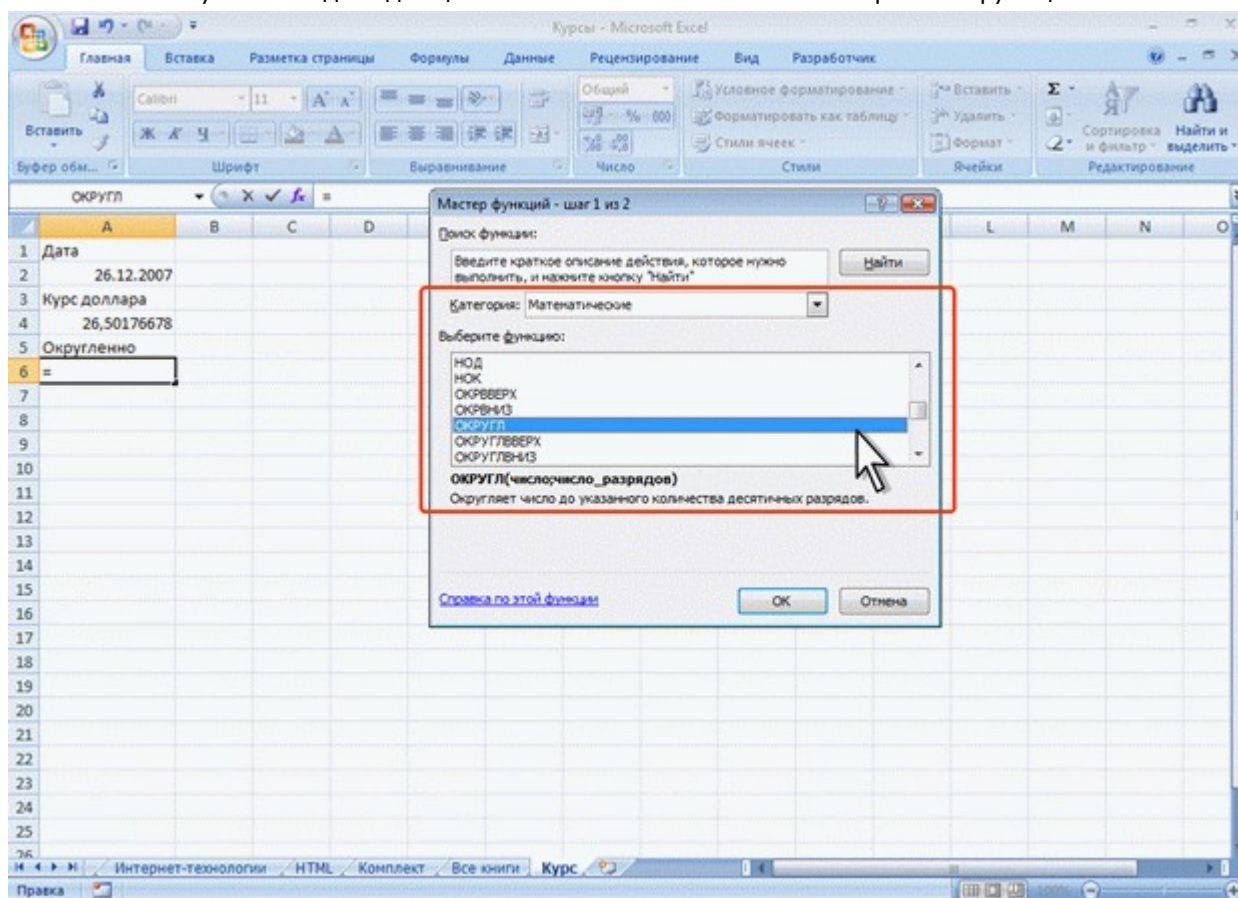 Курсы - Microsoft Excel
Главная Вставка Разметка страницы Формулы Данные Рецензирование Вид Разработчик
Вставить
Calibri 11
Ж К Ч
Общий
% 000
Условное форматирование
Форматировать как таблицу
Стили ячеек
Вставить
Удалить
Формат
Σ
Сортировка и фильтр
Найти и выделить
Буфер обм... Шрифт Выравнивание Число Стили Ячейки Редактирование
ОКРУГЛ fx =
A B C D L M N O
1 Дата
2 26.12.2007
3 Курс доллара
4 26,50176678
5 Округленно
6 =
7
8
9
10
11
12
13
14
15
16
17
18
19
20
21
22
23
24
25
26
Мастер функций - шаг 1 из 2
Поиск функции:
Введите краткое описание действия, которое нужно
выполнить, и нажмите кнопку "Найти"
Найти
Категория: Математические
Выберите функцию:
НОД
НОК
ОКРВВЕРХ
ОКРВНИЗ
ОКРУГЛ
ОКРУГЛВВЕРХ
ОКРУГЛВНИЗ
ОКРУГЛ(число;число_разрядов)
Округляет число до указанного количества десятичных разрядов.
Справка по этой функции
ОК
Отмена
Интернет-технологии HTML Комплект Все книги Курс
Правка
100%